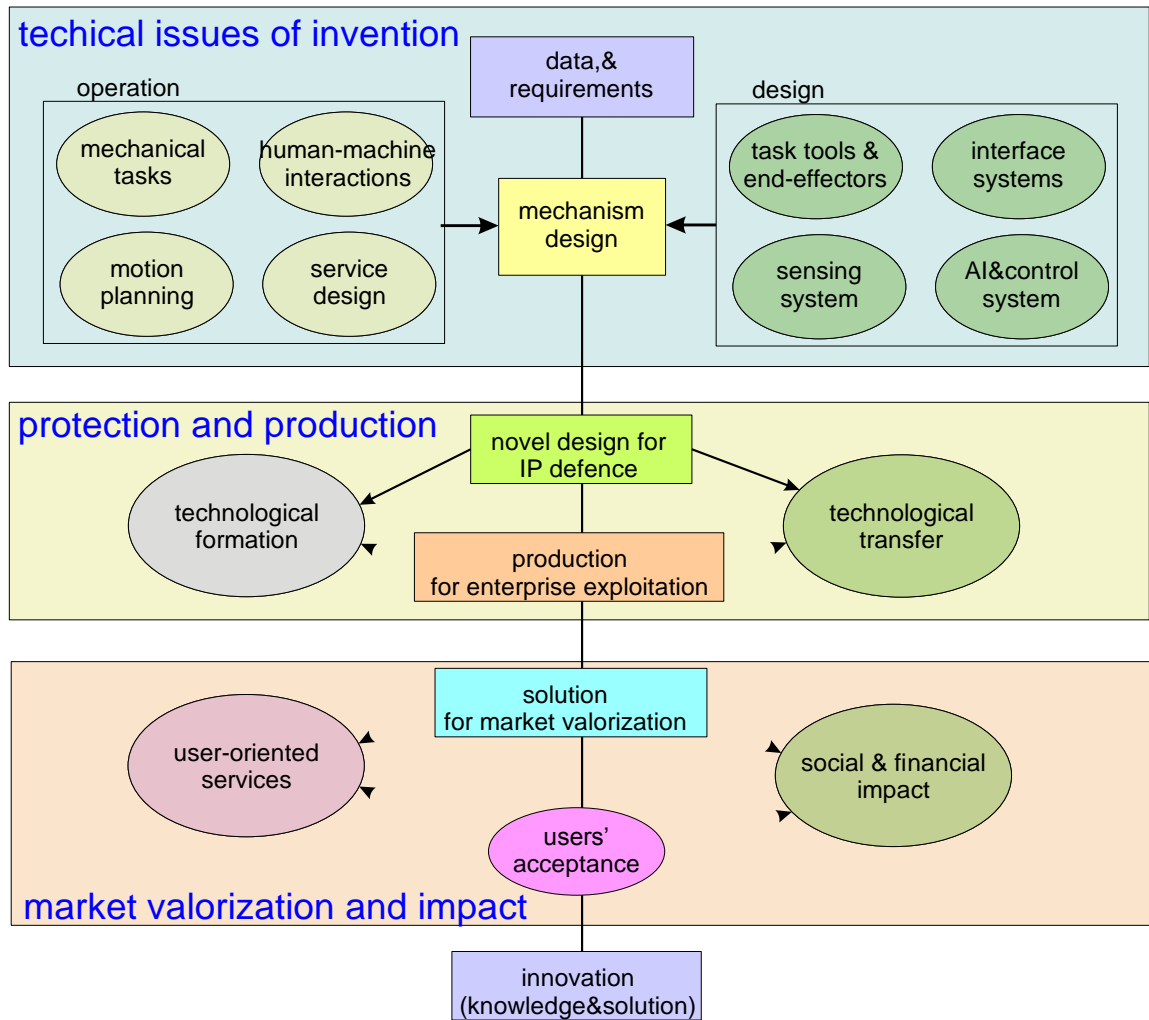 techical issues of invention
data,&
requirements
operation
design
mechanical
tasks
human-machine
interactions
task tools &
end-effectors
interface
systems
mechanism
design
motion
planning
service
design
sensing
system
AI&control
system
protection and production
novel design for
IP defence
technological
formation
technological
transfer
production
for enterprise exploitation
solution
for market valorization
user-oriented
services
social & financial
impact
users’
acceptance
market valorization and impact
innovation
(knowledge&solution)